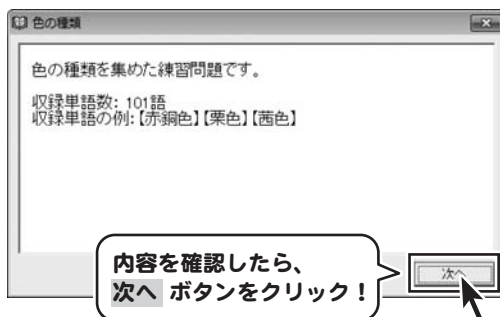 色の種類
色の種類を集めた練習問題です。
収録単語数: 101語
収録単語の例:【赤銅色】【栗色】【茜色】
内容を確認したら、
次へ ボタンをクリック！
次へ